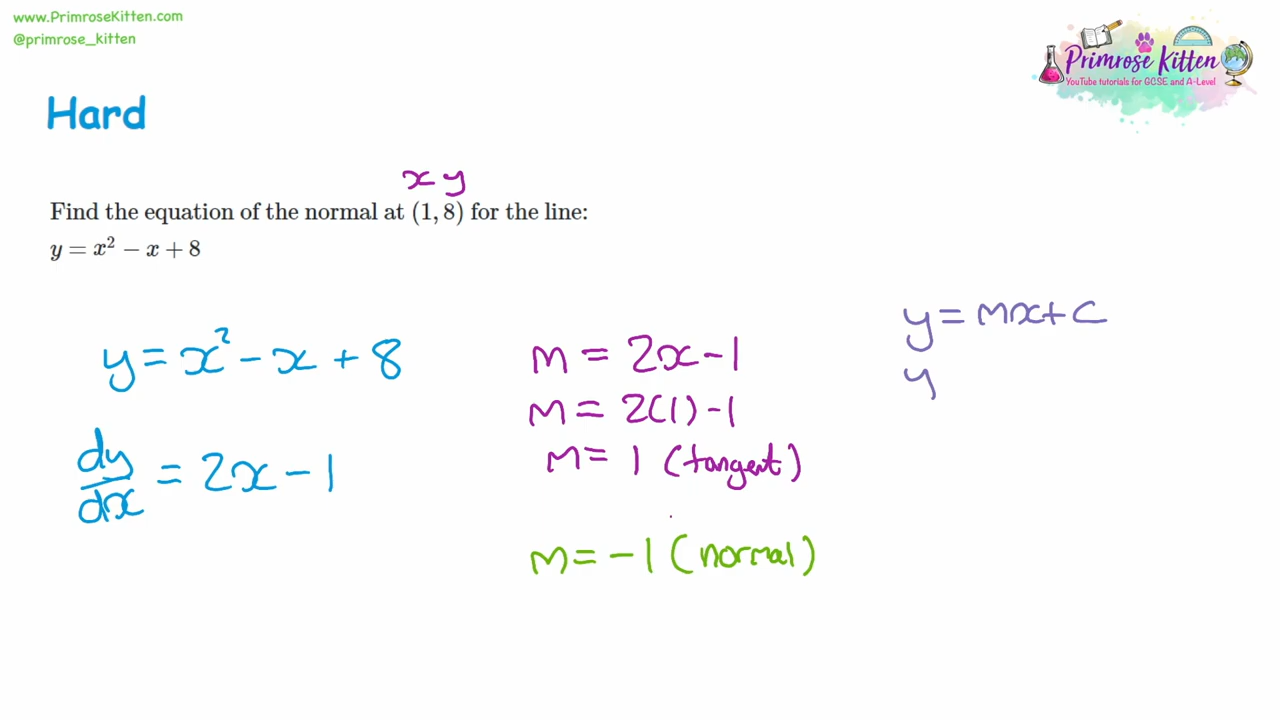 www.PrimroseKitten.com
@primrose_kitten
Primrose Kitten
YouTube tutorials for GCSE and A-Level
Hard
x y
Find the equation of the normal at (1, 8) for the line:
y = x² − x + 8
y = x² − x + 8
dy/dx = 2x − 1
m = 2x − 1
m = 2(1) − 1
m = 1 (tangent)
m = −1 (normal)
y = mx + c
y